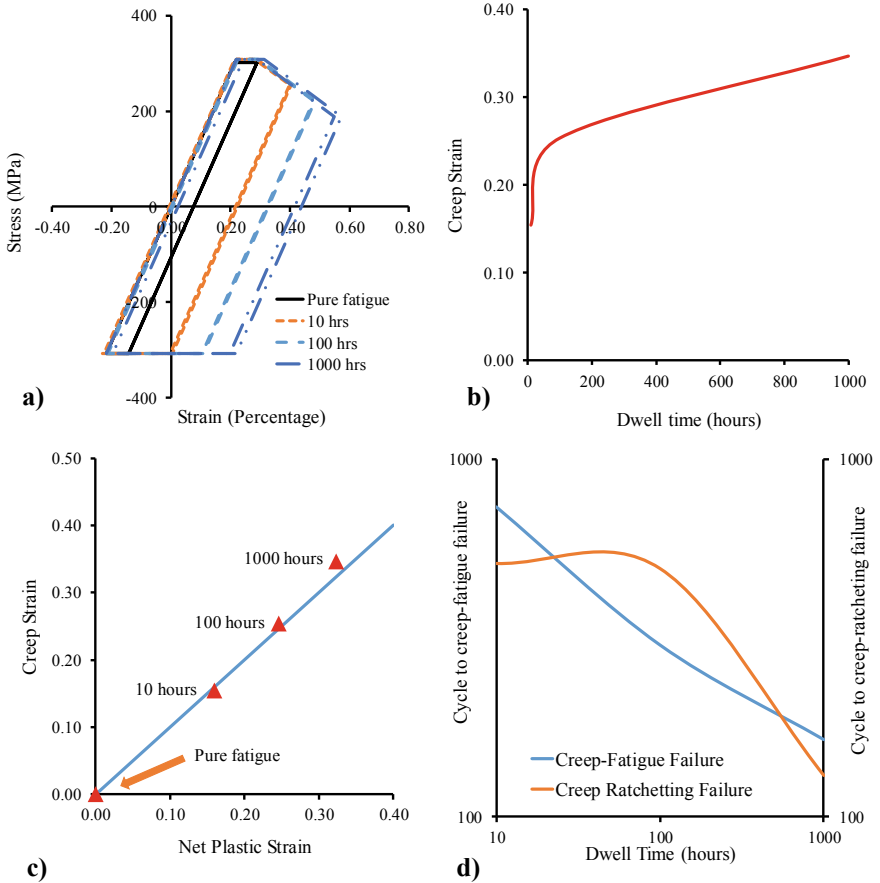 400
200
0
-200
-400
-0.40
-0.20
0.00
0.20
0.40
0.60
0.80
Stress (MPa)
Strain (Percentage)
Pure fatigue
10 hrs
100 hrs
1000 hrs
a)
0.40
0.30
0.20
0.10
0.00
0
200
400
600
800
1000
Creep Strain
Dwell time (hours)
b)
0.50
0.40
0.30
0.20
0.10
0.00
0.00
0.10
0.20
0.30
0.40
Creep Strain
Net Plastic Strain
1000 hours
100 hours
10 hours
Pure fatigue
c)
1000
100
1000
100
10
100
1000
Cycle to creep-fatigue failure
Cycle to creep-ratcheting failure
Creep-Fatigue Failure
Creep Ratchetting Failure
Dwell Time (hours)
d)